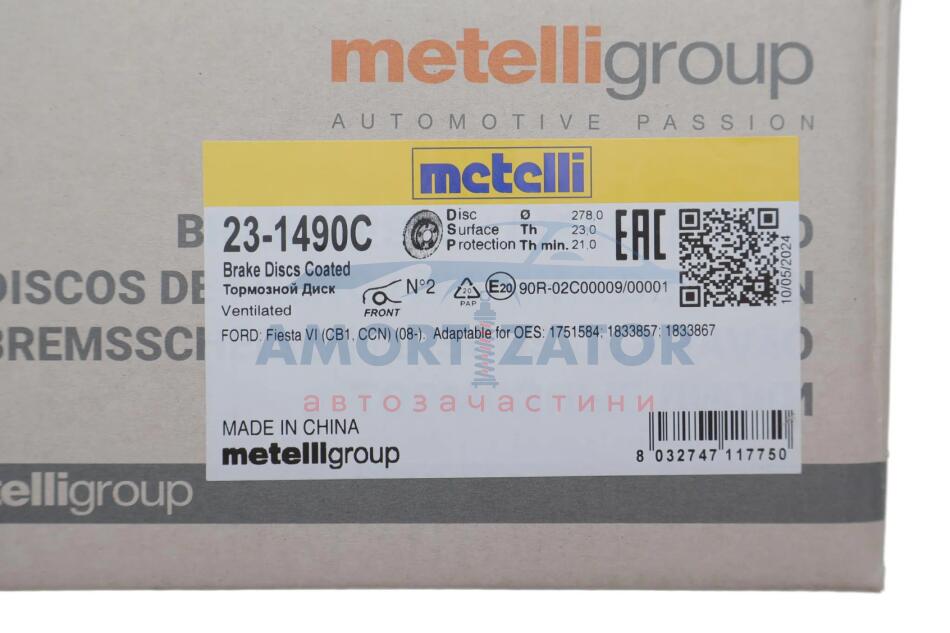 metelligroup
AUTOMOTIVE PASSION
metelli
23-1490C
Disc Ø 278,0
Surface Th 23,0
Protection Th min. 21,0
EAC
Brake Discs Coated
Тормозной Диск
Ventilated
FRONT
N°2
20
PAP
E20 90R-02C00009/00001
10/05/2024
FORD: Fiesta VI (CB1, CCN) (08-). Adaptable for OES: 1751584; 1833857; 1833867
AMORTIZATOR
автозапчастини
MADE IN CHINA
metelligroup
8 032747 117750
DISCOS DE
BREMSSCH
telligroup